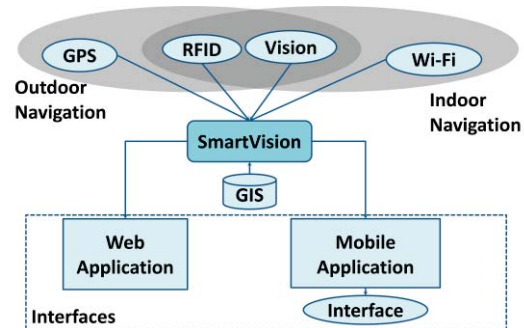 GPS
RFID
Vision
Wi-Fi
Outdoor
Navigation
Indoor
Navigation
SmartVision
GIS
Web
Application
Mobile
Application
Interfaces
Interface